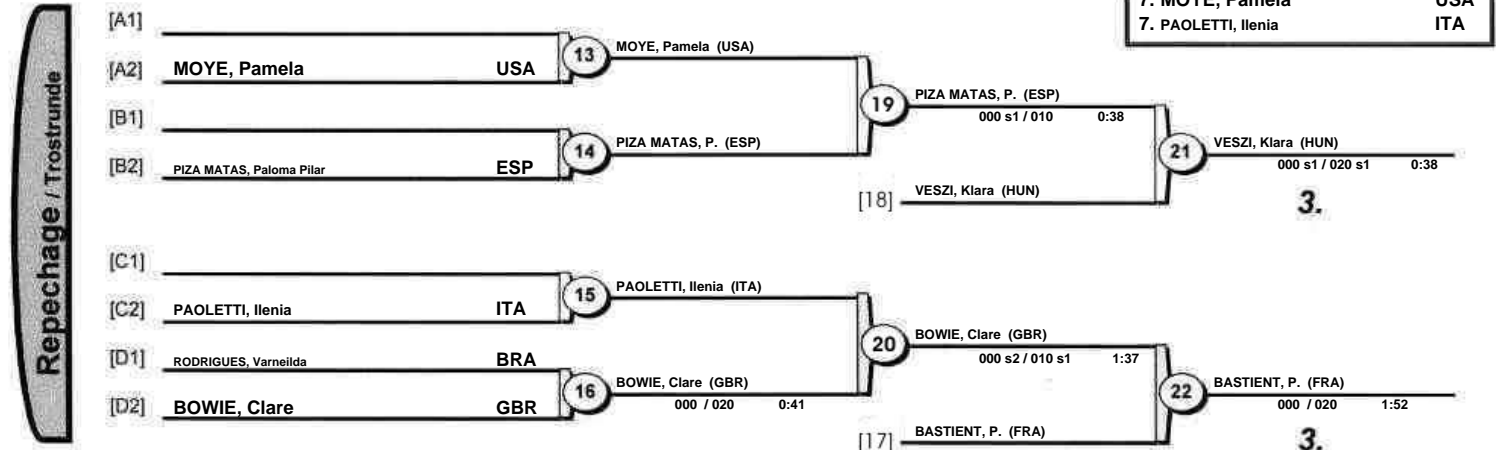 7. MOYE, Pamela USA
7. PAOLETTI, Ilenia ITA
Repechage / Trostrunde
[A1]
[A2] MOYE, Pamela USA
13
MOYE, Pamela (USA)
[B1]
[B2] PIZA MATAS, Paloma Pilar ESP
14
PIZA MATAS, P. (ESP)
19
PIZA MATAS, P. (ESP)
000 s1 / 010 0:38
[18] VESZI, Klara (HUN)
21
VESZI, Klara (HUN)
000 s1 / 020 s1 0:38
3.
[C1]
[C2] PAOLETTI, Ilenia ITA
15
PAOLETTI, Ilenia (ITA)
[D1] RODRIGUES, Varneilda BRA
[D2] BOWIE, Clare GBR
16
BOWIE, Clare (GBR)
000 / 020 0:41
20
BOWIE, Clare (GBR)
000 s2 / 010 s1 1:37
[17] BASTIENT, P. (FRA)
22
BASTIENT, P. (FRA)
000 / 020 1:52
3.